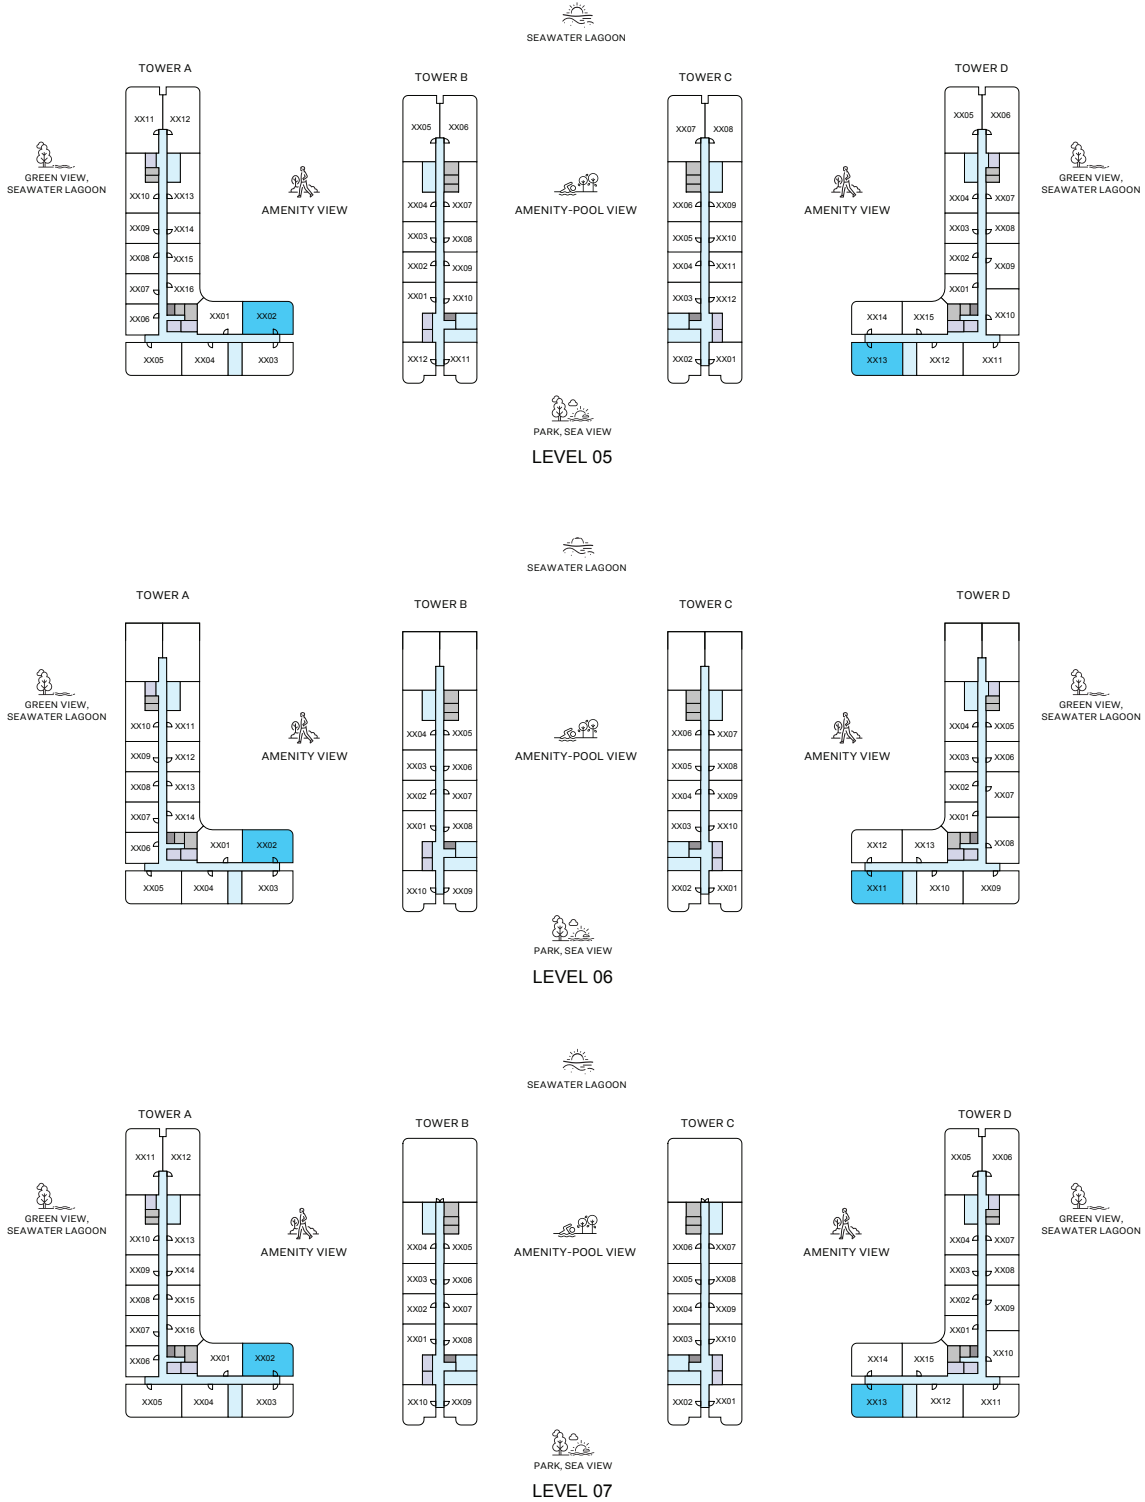 SEAWATER LAGOON
TOWER A
TOWER B
TOWER C
TOWER D
XX11 XX12
XX05 XX06
XX07 XX08
XX05 XX06
GREEN VIEW,
SEAWATER LAGOON
AMENITY VIEW
AMENITY-POOL VIEW
AMENITY VIEW
GREEN VIEW,
SEAWATER LAGOON
XX10 XX13
XX04 XX07
XX06 XX09
XX04 XX07
XX09 XX14
XX03 XX08
XX05 XX10
XX03 XX08
XX08 XX15
XX02 XX09
XX04 XX11
XX02 XX09
XX07 XX16
XX01 XX10
XX03 XX12
XX01
XX06 XX01 XX02
XX14 XX15 XX10
XX05 XX04 XX03
XX12 XX11
XX02 XX01
XX13 XX12 XX11
PARK, SEA VIEW
LEVEL 05
SEAWATER LAGOON
TOWER A
TOWER B
TOWER C
TOWER D
GREEN VIEW,
SEAWATER LAGOON
AMENITY VIEW
AMENITY-POOL VIEW
AMENITY VIEW
GREEN VIEW,
SEAWATER LAGOON
XX10 XX11
XX04 XX05
XX06 XX07
XX04 XX05
XX09 XX12
XX03 XX06
XX05 XX08
XX03 XX06
XX08 XX13
XX02 XX07
XX04 XX09
XX02 XX07
XX07 XX14
XX01 XX08
XX03 XX10
XX01
XX06 XX01 XX02
XX12 XX13 XX08
XX05 XX04 XX03
XX10 XX09
XX02 XX01
XX11 XX10 XX09
PARK, SEA VIEW
LEVEL 06
SEAWATER LAGOON
TOWER A
TOWER B
TOWER C
TOWER D
XX11 XX12
XX05 XX06
GREEN VIEW,
SEAWATER LAGOON
AMENITY VIEW
AMENITY-POOL VIEW
AMENITY VIEW
GREEN VIEW,
SEAWATER LAGOON
XX10 XX13
XX04 XX05
XX06 XX07
XX04 XX07
XX09 XX14
XX03 XX06
XX05 XX08
XX03 XX08
XX08 XX15
XX02 XX07
XX04 XX09
XX02 XX09
XX07 XX16
XX01 XX08
XX03 XX10
XX01
XX06 XX01 XX02
XX14 XX15 XX10
XX05 XX04 XX03
XX10 XX09
XX02 XX01
XX13 XX12 XX11
PARK, SEA VIEW
LEVEL 07